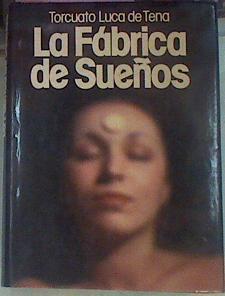 Torcuato Luca de Tena
La Fábrica
de Sueños